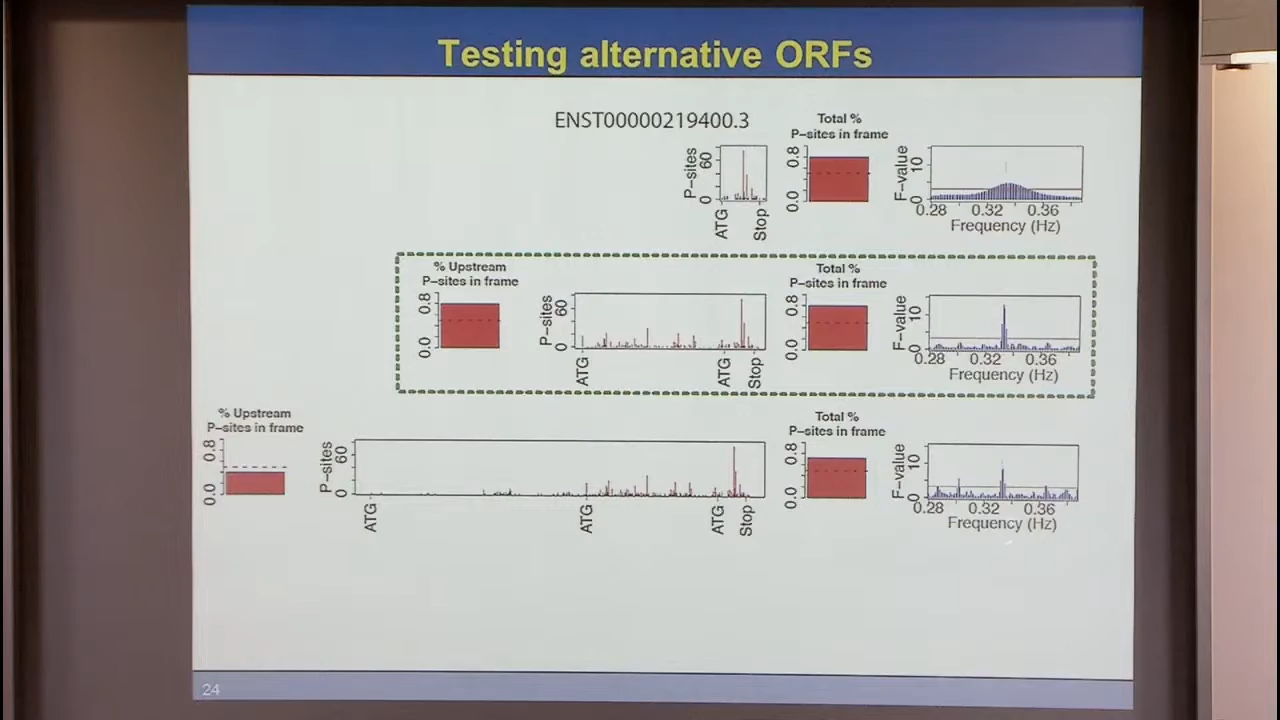 Testing alternative ORFs
ENST00000219400.3
Total %
P-sites in frame
P-sites
0 60
ATG Stop
0.0 0.8
F-value
0 10
0.28 0.32 0.36
Frequency (Hz)
% Upstream
P-sites in frame
0.0 0.8
P-sites
0 60
ATG ATG Stop
Total %
P-sites in frame
0.0 0.8
F-value
0 10
0.28 0.32 0.36
Frequency (Hz)
% Upstream
P-sites in frame
0.0 0.8
P-sites
0 60
ATG ATG ATG Stop
Total %
P-sites in frame
0.0 0.8
F-value
0 10
0.28 0.32 0.36
Frequency (Hz)
24